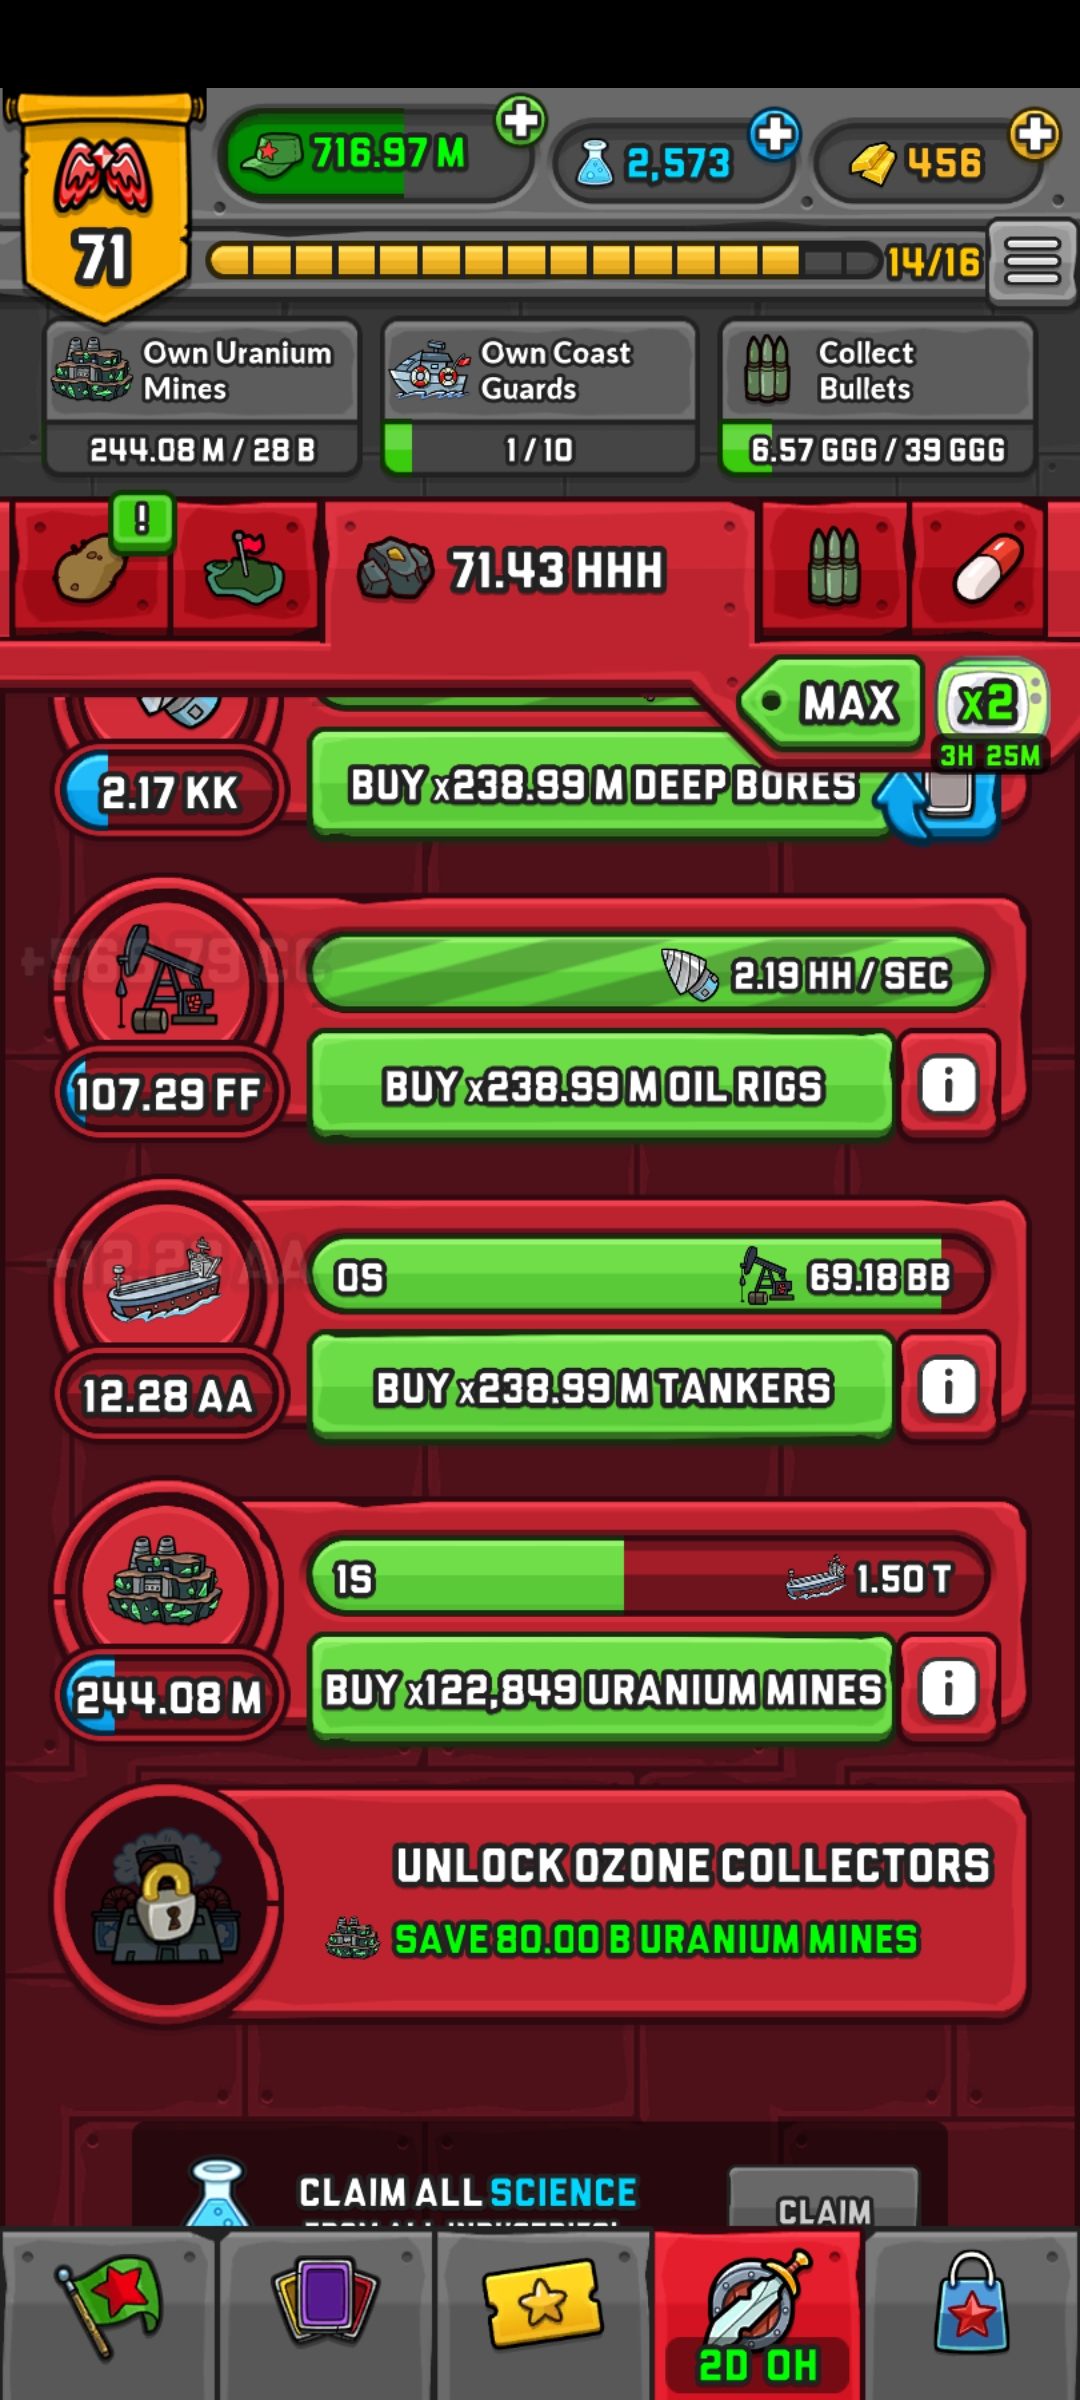 716.97 M
2,573
456
71
14/16
Own Uranium
Mines
244.08 M / 28 B
Own Coast
Guards
1/10
Collect
Bullets
6.57 GGG / 39 GGG
!
71.43 HHH
MAX
x2
3H 25M
2.17 KK
BUY x238.99 M DEEP BORES
2.19 HH / SEC
107.29 FF
BUY x238.99 M OIL RIGS
i
0S
69.18 BB
12.28 AA
BUY x238.99 M TANKERS
i
1S
1.50 T
244.08 M
BUY x122,849 URANIUM MINES
i
UNLOCK OZONE COLLECTORS
SAVE 80.00 B URANIUM MINES
CLAIM ALL SCIENCE
FROM ALL INDUSTRIES!
CLAIM
2D 0H